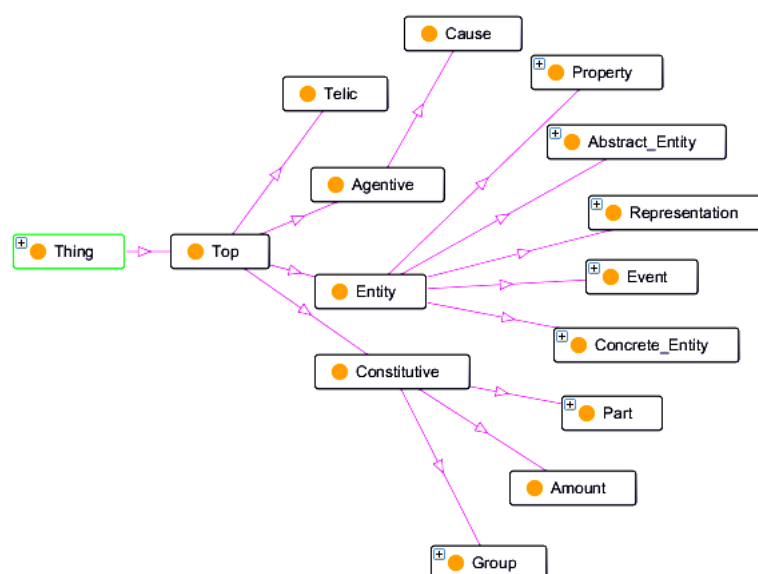 Cause
Property
Telic
Abstract_Entity
Agentive
Representation
Thing
Top
Event
Entity
Concrete_Entity
Constitutive
Part
Amount
Group